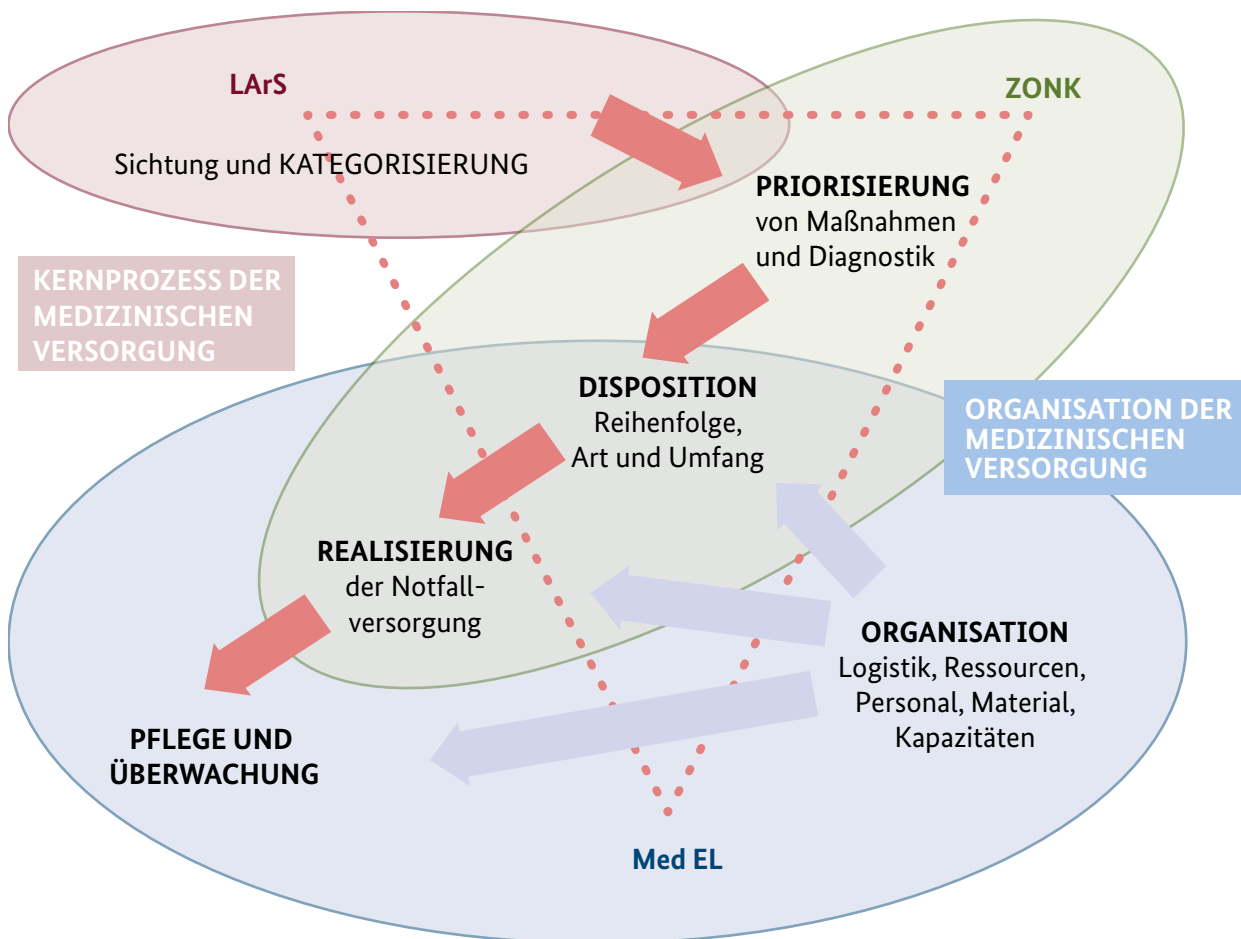 LArS
ZONK
Sichtung und KATEGORISIERUNG
PRIORISIERUNG
von Maßnahmen
und Diagnostik
KERNPROZESS DER
MEDIZINISCHEN
VERSORGUNG
DISPOSITION
Reihenfolge,
Art und Umfang
ORGANISATION DER
MEDIZINISCHEN
VERSORGUNG
REALISIERUNG
der Notfall-
versorgung
ORGANISATION
Logistik, Ressourcen,
Personal, Material,
Kapazitäten
PFLEGE UND
ÜBERWACHUNG
Med EL